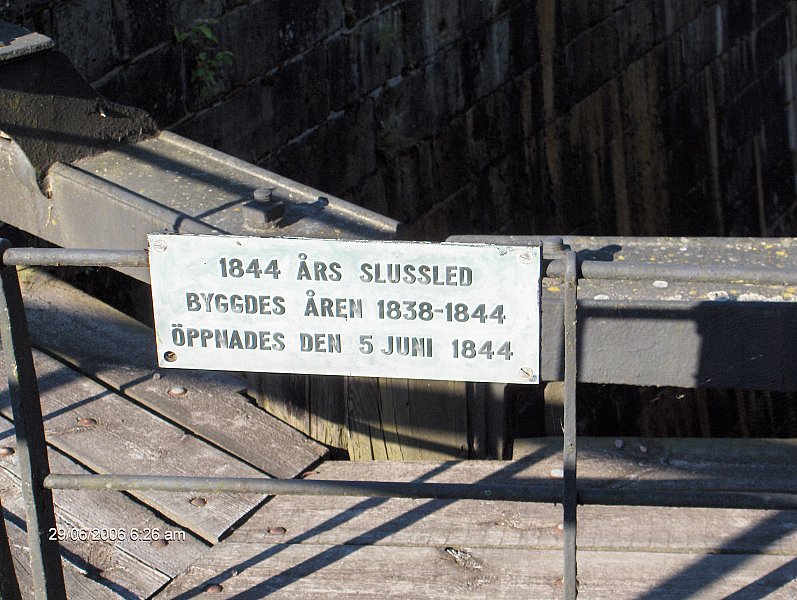 1844 ÅRS SLUSSLED
BYGGDES ÅREN 1838-1844
ÖPPNADES DEN 5 JUNI 1844
29/06/2006 6:26 am